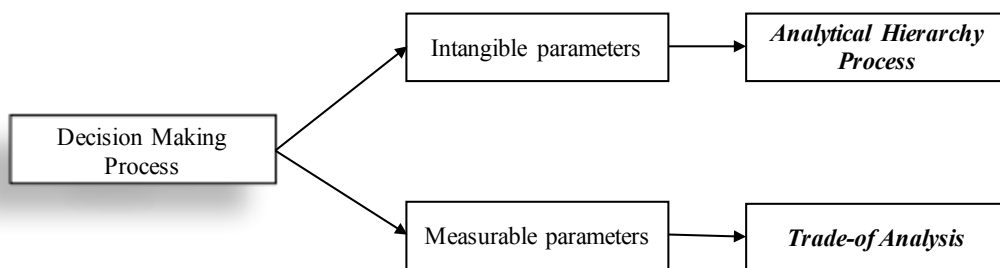 Intangible parameters
Analytical Hierarchy
Process
Decision Making
Process
Measurable parameters
Trade-of Analysis